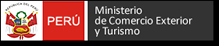 PERÚ
Ministerio
de Comercio Exterior
y Turismo